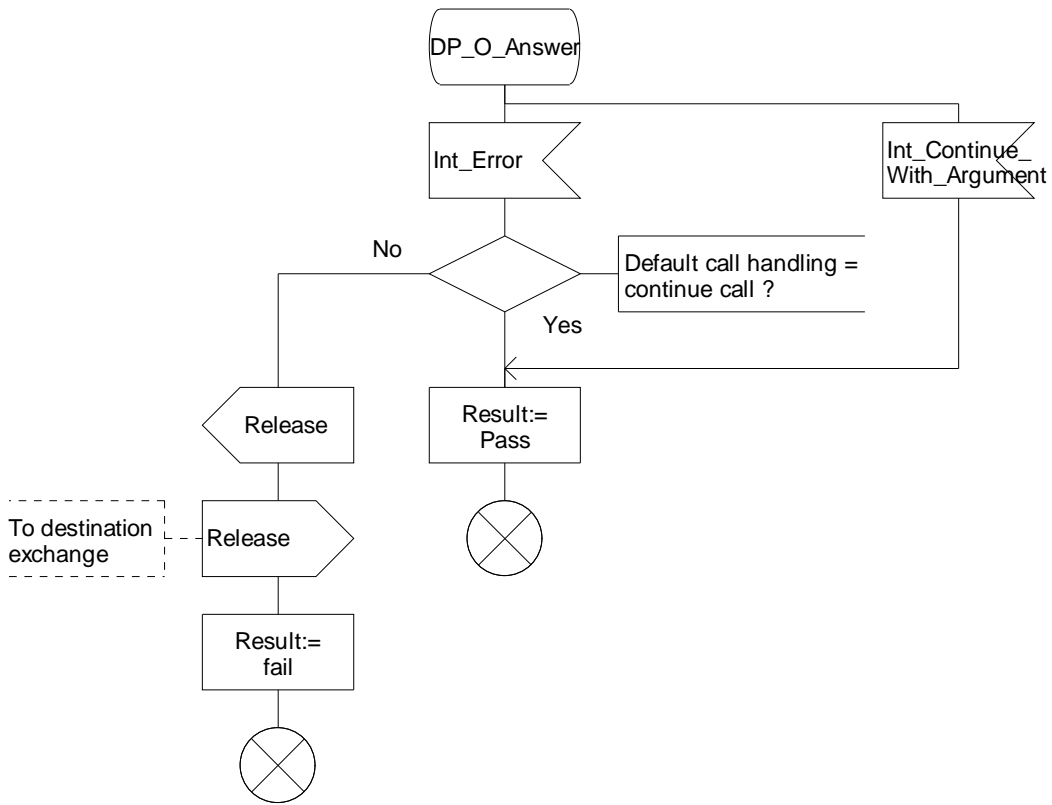 DP_O_Answer
Int_Error
Int_Continue_
With_Argument
No
Default call handling =
continue call ?
Yes
Release
Result:=
Pass
To destination
exchange
Release
Result:=
fail